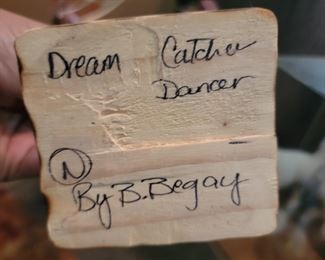 Dream Catcher
Dancer
N
By B. Begay